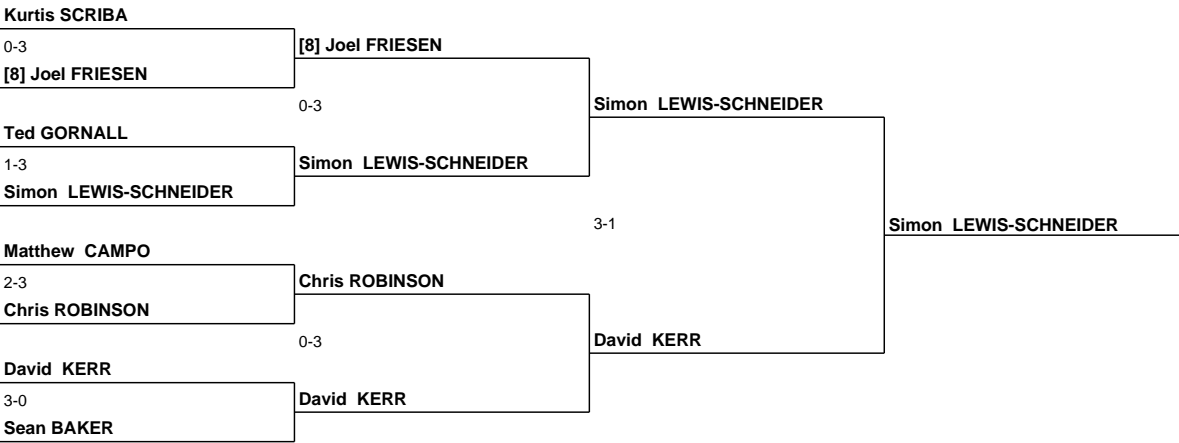 Kurtis SCRIBA
0-3
[8] Joel FRIESEN
[8] Joel FRIESEN
0-3
Simon LEWIS-SCHNEIDER
Ted GORNALL
1-3
Simon LEWIS-SCHNEIDER
Simon LEWIS-SCHNEIDER
3-1
Simon LEWIS-SCHNEIDER
Matthew CAMPO
2-3
Chris ROBINSON
Chris ROBINSON
0-3
David KERR
David KERR
3-0
David KERR
Sean BAKER